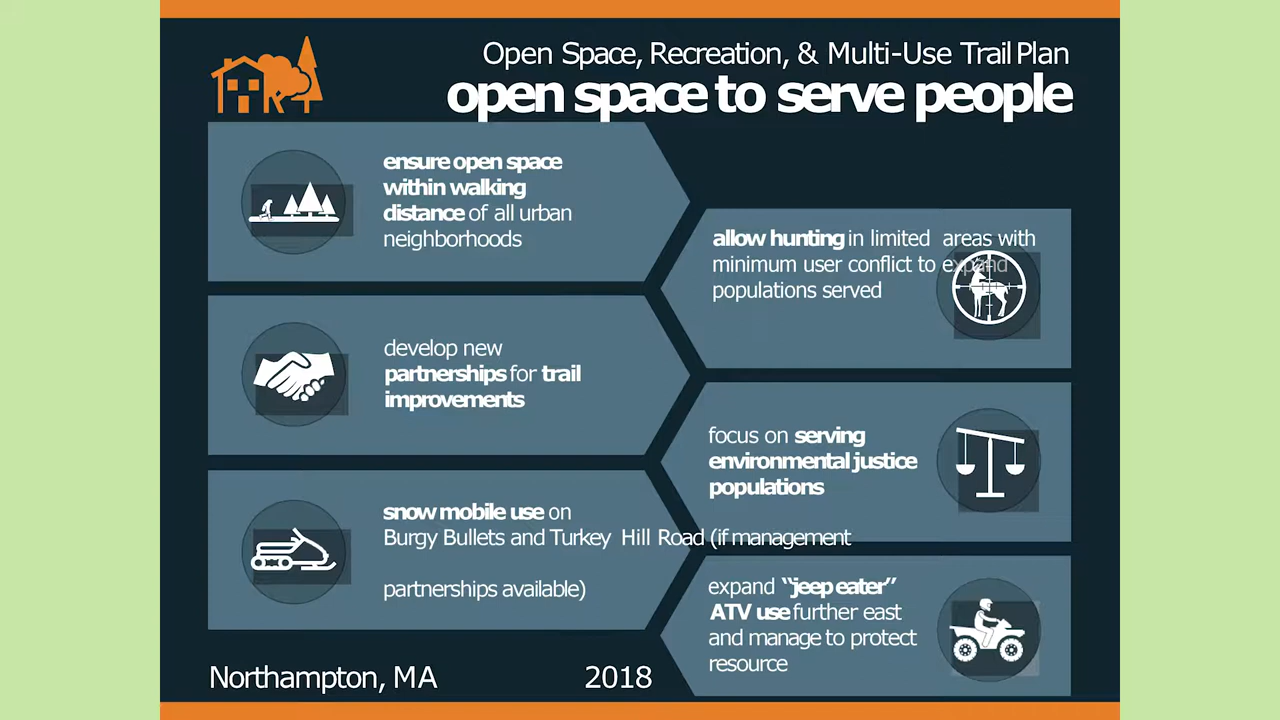 Open Space, Recreation, & Multi-Use Trail Plan
open space to serve people
ensure open space
within walking
distance of all urban
neighborhoods
allow hunting in limited areas with
minimum user conflict to expand
populations served
develop new
partnerships for trail
improvements
focus on serving
environmental justice
populations
snow mobile use on
Burgy Bullets and Turkey Hill Road (if management
partnerships available)
expand “jeep eater”
ATV use further east
and manage to protect
resource
Northampton, MA 2018